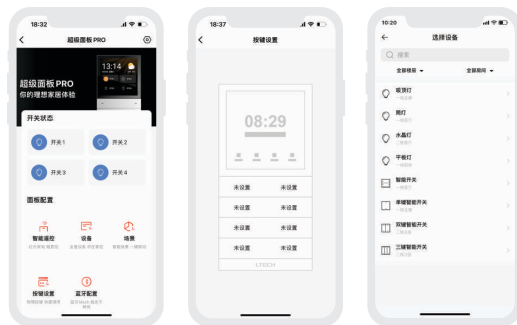 18:32
超级面板 PRO
13:14
超级面板 PRO
你的理想家居体验
开关状态
开关1
开关2
开关3
开关4
面板配置
智能遥控
设备
场景
按键设置
蓝牙配置
18:37
按键设置
08:29
未设置
未设置
未设置
未设置
未设置
未设置
未设置
未设置
LTECH
10:20
选择设备
搜索
全部楼层
全部房间
吸顶灯
筒灯
水晶灯
平板灯
智能开关
单键智能开关
双键智能开关
三键智能开关